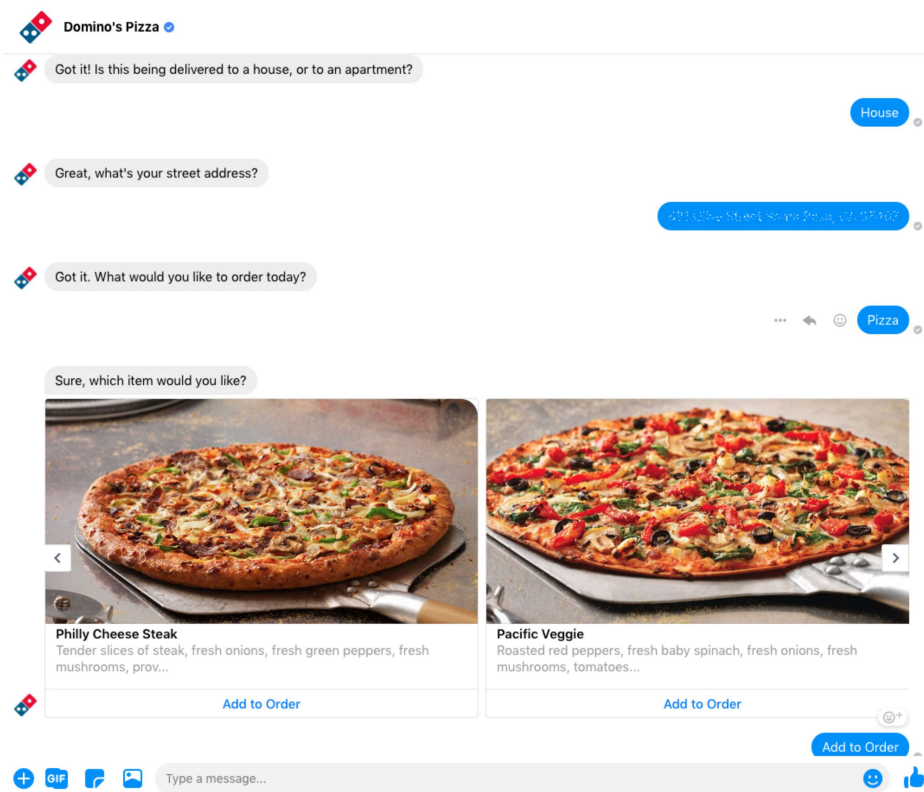 Domino's Pizza
Got it! Is this being delivered to a house, or to an apartment?
House
Great, what's your street address?
Got it. What would you like to order today?
Pizza
Sure, which item would you like?
Philly Cheese Steak
Tender slices of steak, fresh onions, fresh green peppers, fresh
mushrooms, prov...
Add to Order
Pacific Veggie
Roasted red peppers, fresh baby spinach, fresh onions, fresh
mushrooms, tomatoes...
Add to Order
Add to Order
GIF
Type a message...